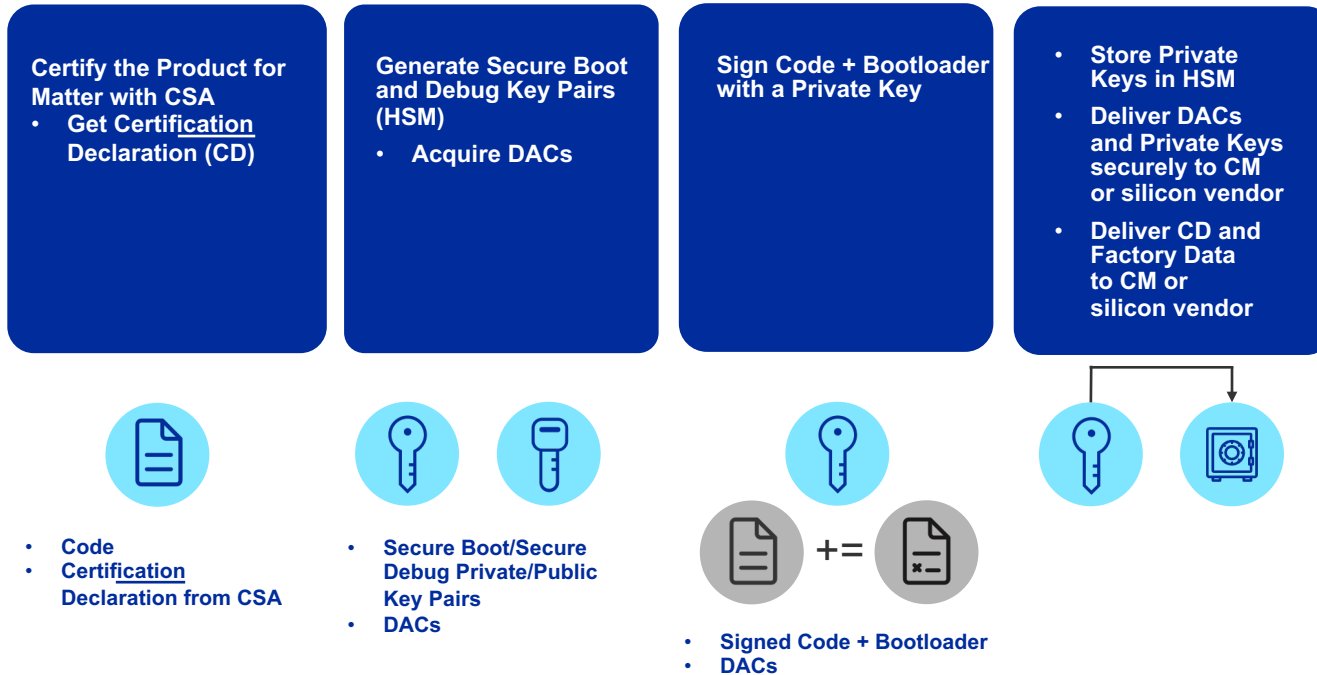 Certify the Product for
Matter with CSA
• Get Certification
Declaration (CD)
Generate Secure Boot
and Debug Key Pairs
(HSM)
• Acquire DACs
Sign Code + Bootloader
with a Private Key
• Store Private
Keys in HSM
• Deliver DACs
and Private Keys
securely to CM
or silicon vendor
• Deliver CD and
Factory Data
to CM or
silicon vendor
• Code
• Certification
Declaration from CSA
• Secure Boot/Secure
Debug Private/Public
Key Pairs
• DACs
+=
• Signed Code + Bootloader
• DACs